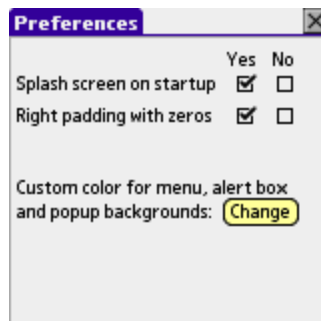 Preferences
Yes No
Splash screen on startup
Right padding with zeros
Custom color for menu, alert box
and popup backgrounds: Change